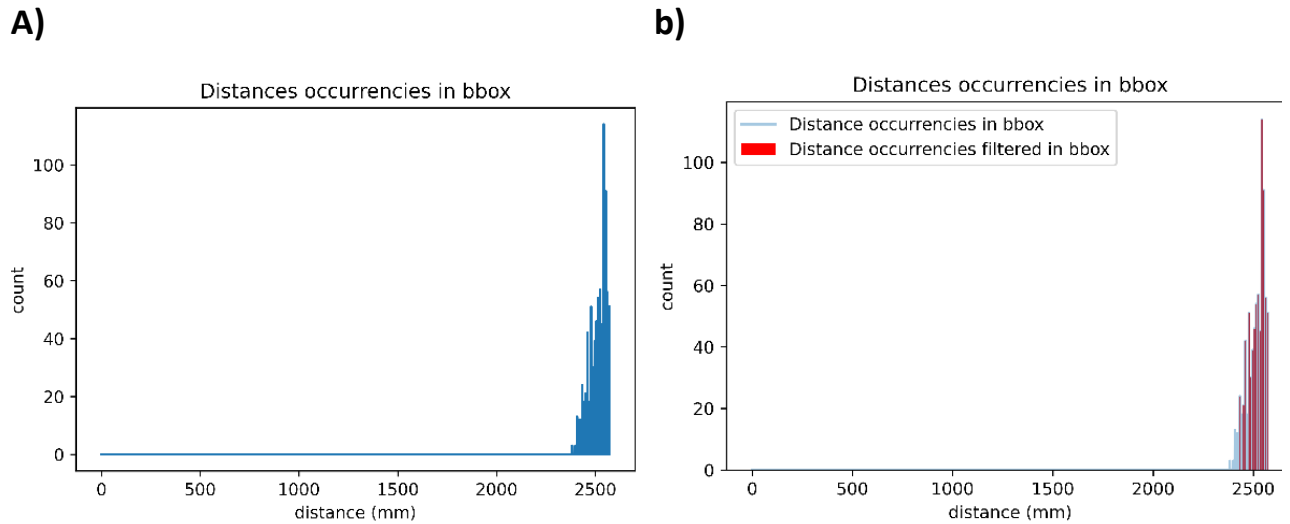 A)
Distances occurrencies in bbox
100
80
60
40
20
0
count
0 500 1000 1500 2000 2500
distance (mm)
b)
Distances occurrencies in bbox
Distance occurrencies in bbox
Distance occurrencies filtered in bbox
100
80
60
40
20
0
count
0 500 1000 1500 2000 2500
distance (mm)